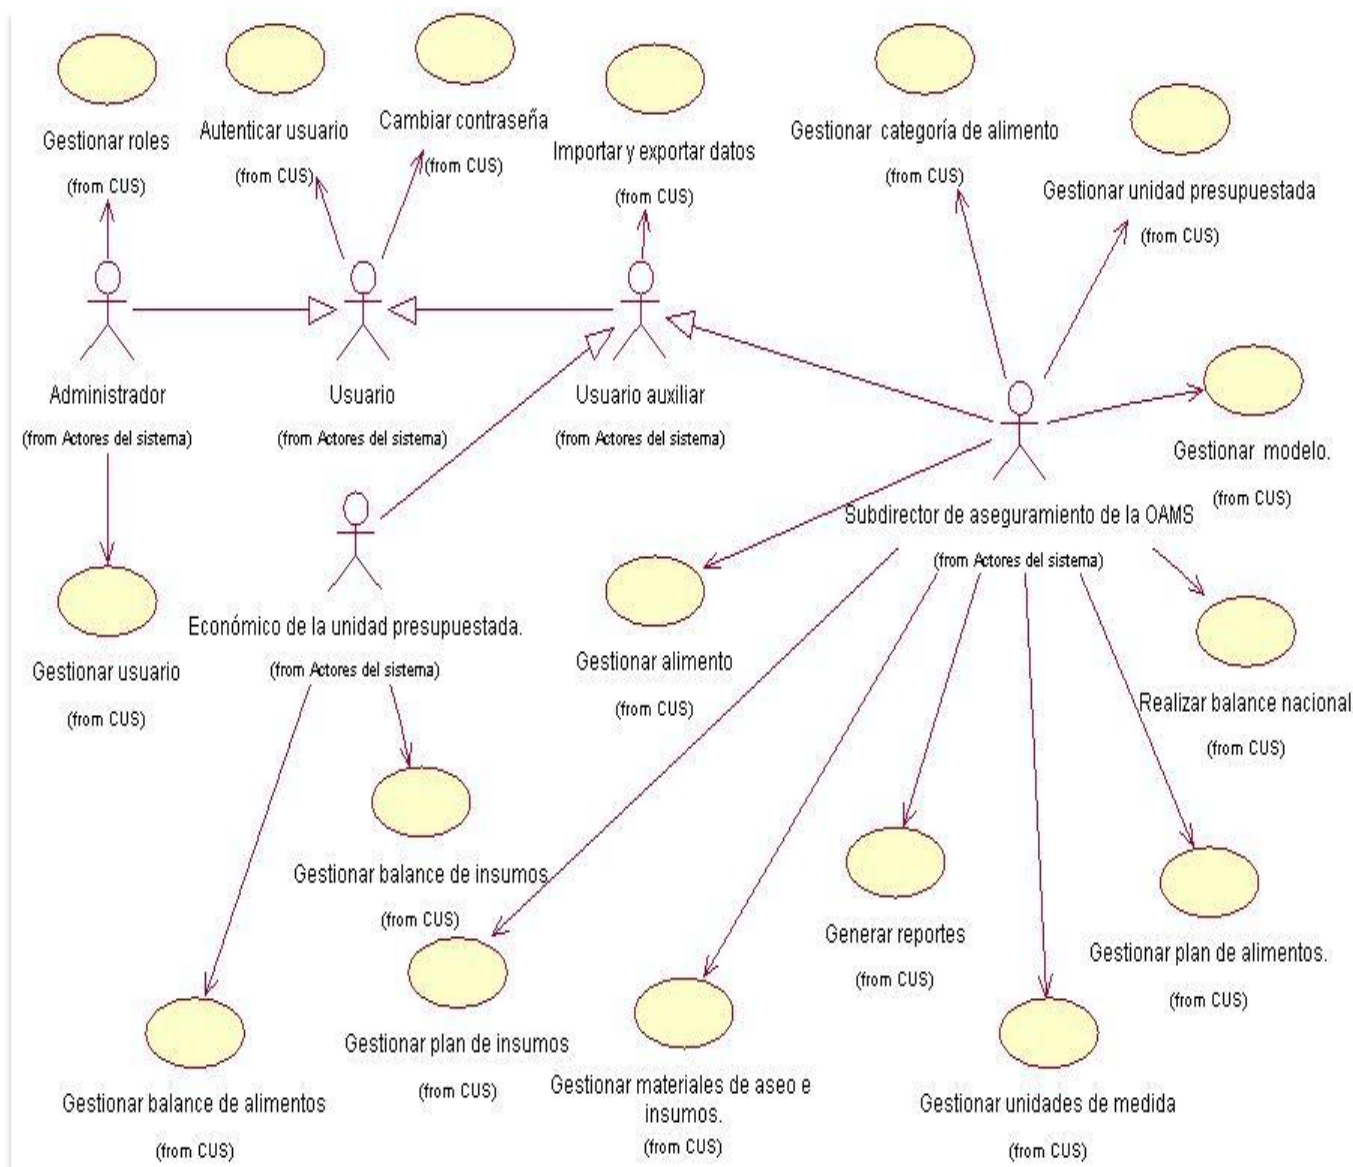 Gestionar roles
(from CUS)
Autenticar usuario
(from CUS)
Cambiar contraseña
(from CUS)
Importar y exportar datos
(from CUS)
Gestionar categoría de alimento
(from CUS)
Gestionar unidad presupuestada
(from CUS)
Administrador
(from Actores del sistema)
Usuario
(from Actores del sistema)
Usuario auxiliar
(from Actores del sistema)
Gestionar modelo.
(from CUS)
Subdirector de aseguramiento de la OAMS
(from Actores del sistema)
Económico de la unidad presupuestada.
(from Actores del sistema)
Gestionar usuario
(from CUS)
Gestionar alimento
(from CUS)
Realizar balance nacional
(from CUS)
Gestionar balance de insumos
(from CUS)
Generar reportes
(from CUS)
Gestionar plan de alimentos.
(from CUS)
Gestionar plan de insumos
(from CUS)
Gestionar materiales de aseo e
insumos.
(from CUS)
Gestionar balance de alimentos
(from CUS)
Gestionar unidades de medida
(from CUS)